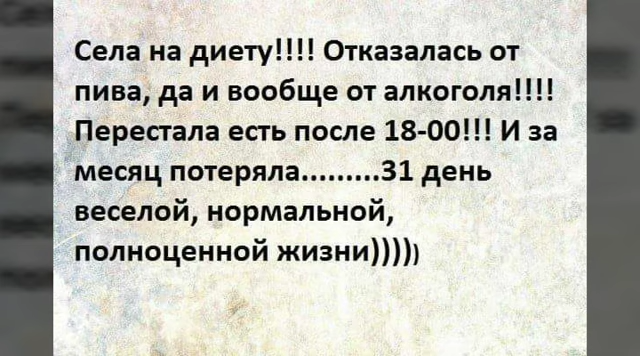 Села на диету!!!! Отказалась от
пива, да и вообще от алкоголя!!!!
Перестала есть после 18-00!!! И за
месяц потеряла.........31 день
веселой, нормальной,
полноценной жизни)))))